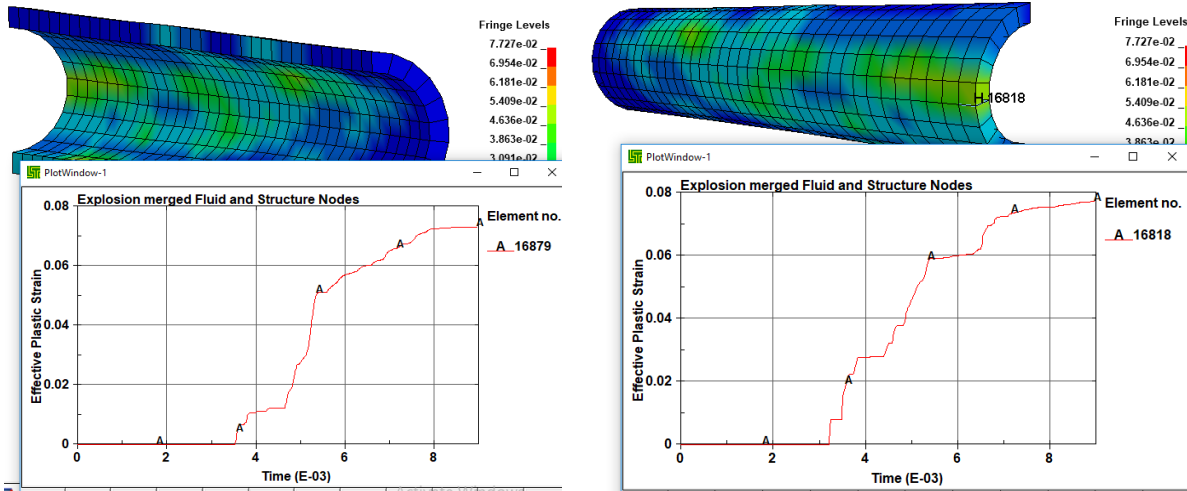 Fringe Levels
7.727e-02
6.954e-02
6.181e-02
5.409e-02
4.636e-02
3.863e-02
3.091e-02
PlotWindow-1
Explosion merged Fluid and Structure Nodes
0.08
0.06
0.04
0.02
0
Effective Plastic Strain
A
A
A
A
A
0 2 4 6 8
Time (E-03)
Element no.
A 16879
Fringe Levels
7.727e-02
6.954e-02
6.181e-02
5.409e-02
4.636e-02
3.863e-02
H16818
PlotWindow-1
Explosion merged Fluid and Structure Nodes
0.08
0.06
0.04
0.02
0
Effective Plastic Strain
A
A
A
A
A
0 2 4 6 8
Time (E-03)
Element no.
A 16818